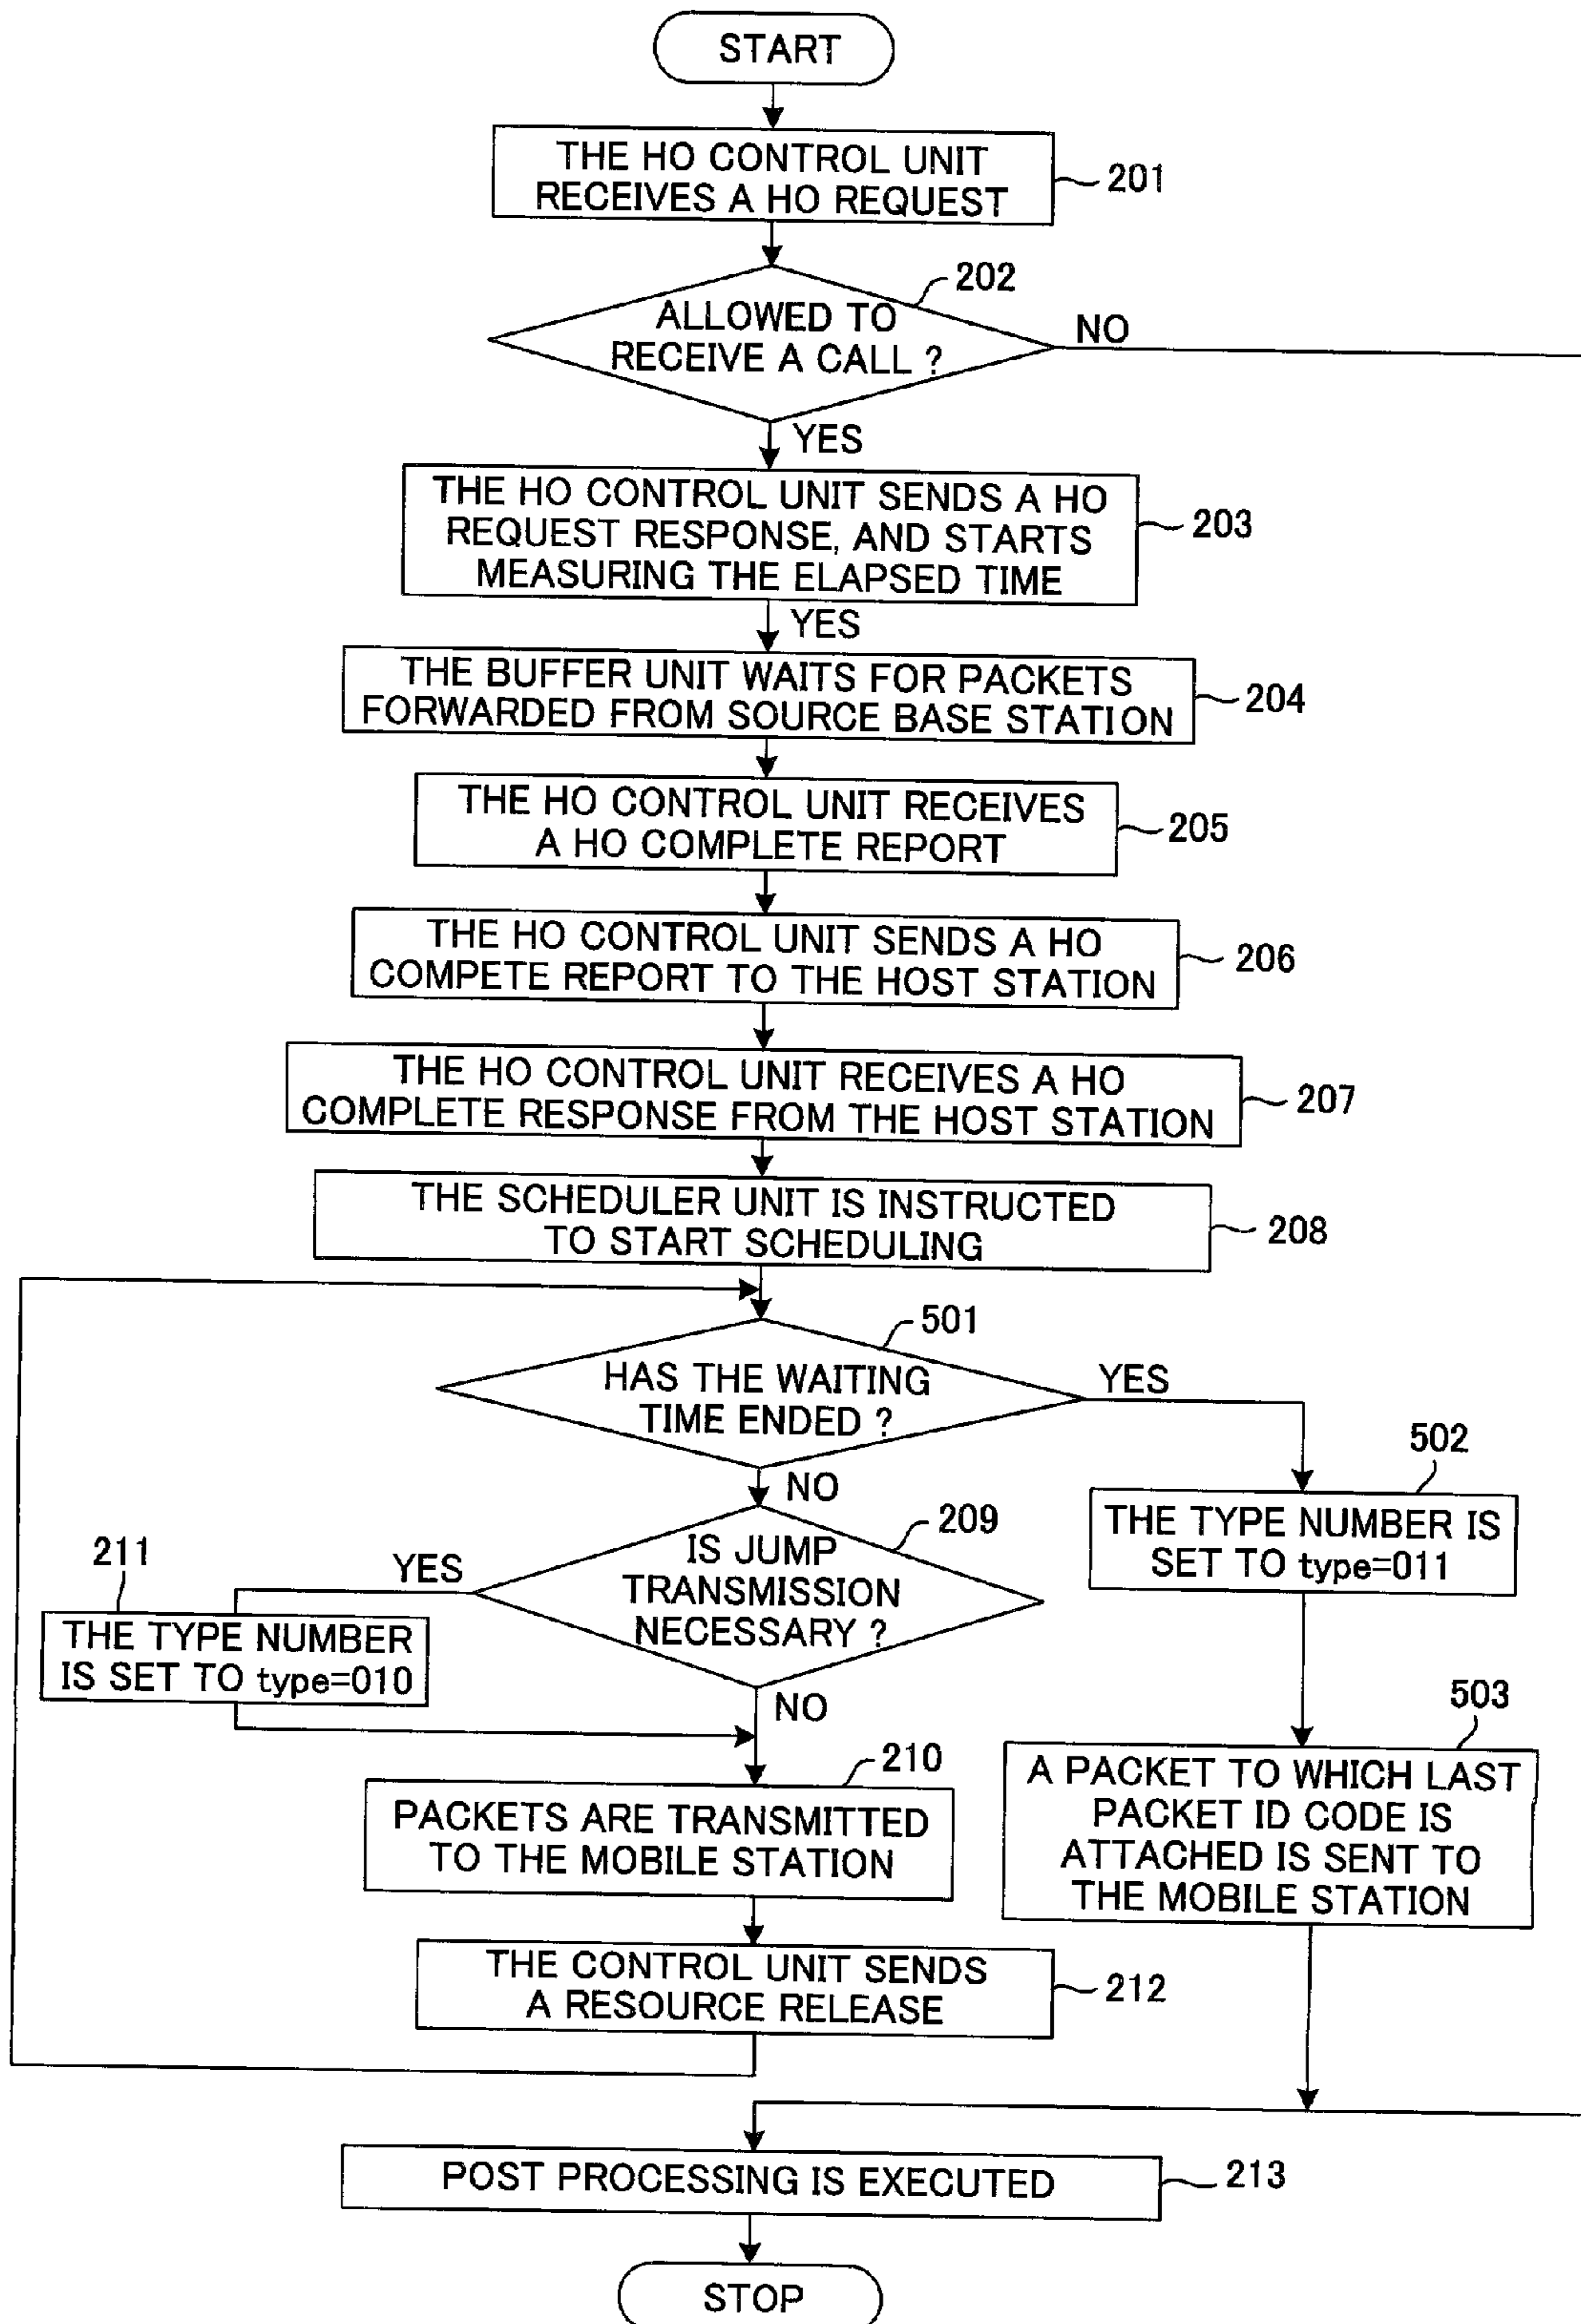 START
THE HO CONTROL UNIT
RECEIVES A HO REQUEST
201
202
ALLOWED TO
RECEIVE A CALL ?
NO
YES
THE HO CONTROL UNIT SENDS A HO
REQUEST RESPONSE, AND STARTS
MEASURING THE ELAPSED TIME
203
YES
THE BUFFER UNIT WAITS FOR PACKETS
FORWARDED FROM SOURCE BASE STATION
204
THE HO CONTROL UNIT RECEIVES
A HO COMPLETE REPORT
205
THE HO CONTROL UNIT SENDS A HO
COMPETE REPORT TO THE HOST STATION
206
THE HO CONTROL UNIT RECEIVES A HO
COMPLETE RESPONSE FROM THE HOST STATION
207
THE SCHEDULER UNIT IS INSTRUCTED
TO START SCHEDULING
208
501
HAS THE WAITING
TIME ENDED ?
YES
NO
502
THE TYPE NUMBER IS
SET TO type=011
209
IS JUMP
TRANSMISSION
NECESSARY ?
YES
211
THE TYPE NUMBER
IS SET TO type=010
NO
503
A PACKET TO WHICH LAST
PACKET ID CODE IS
ATTACHED IS SENT TO
THE MOBILE STATION
210
PACKETS ARE TRANSMITTED
TO THE MOBILE STATION
THE CONTROL UNIT SENDS
A RESOURCE RELEASE
212
POST PROCESSING IS EXECUTED
213
STOP